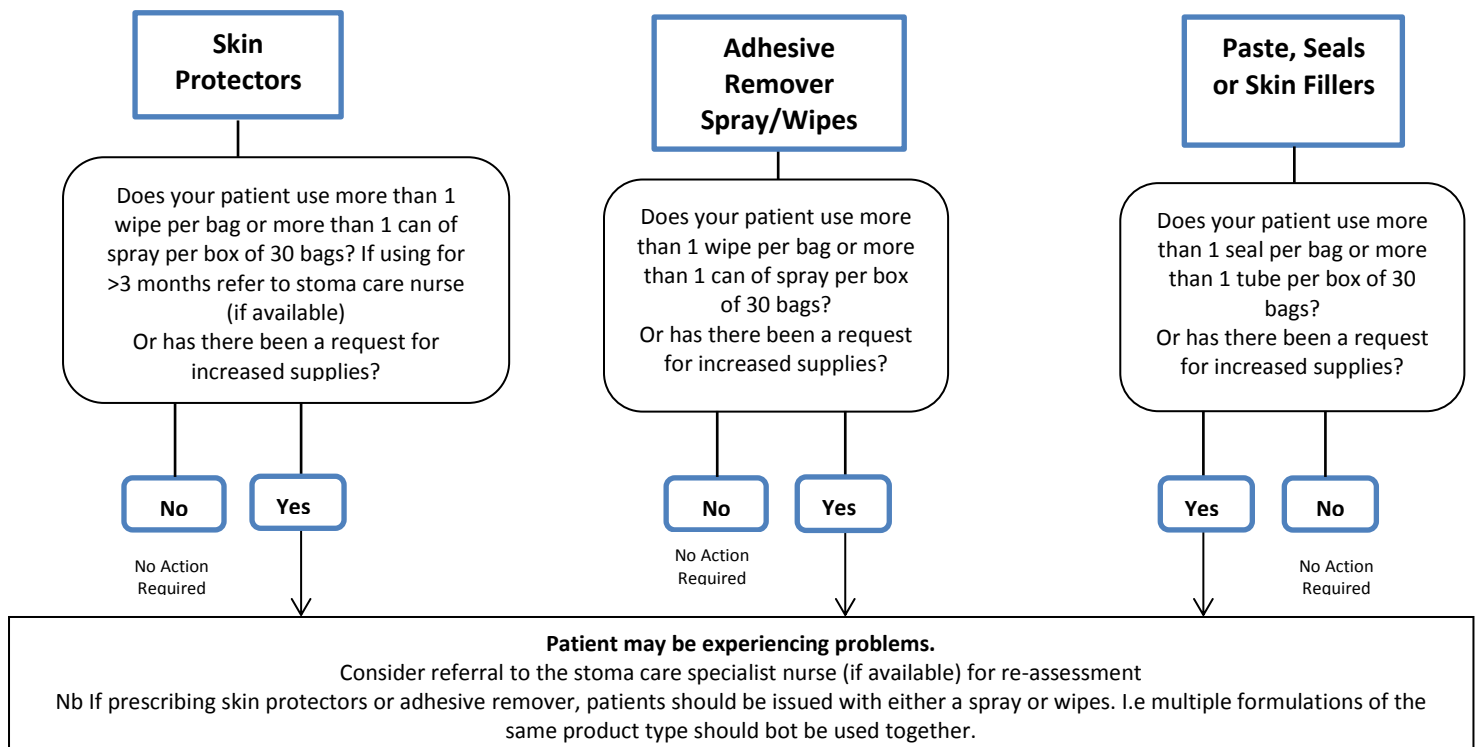 Skin
Protectors
Does your patient use more than 1
wipe per bag or more than 1 can of
spray per box of 30 bags? If using for
>3 months refer to stoma care nurse
(if available)
Or has there been a request for
increased supplies?
No
Yes
No Action
Required
Adhesive
Remover
Spray/Wipes
Does your patient use more
than 1 wipe per bag or more
than 1 can of spray per box
of 30 bags?
Or has there been a request
for increased supplies?
No
Yes
No Action
Required
Paste, Seals
or Skin Fillers
Does your patient use more
than 1 seal per bag or more
than 1 tube per box of 30
bags?
Or has there been a request
for increased supplies?
Yes
No
No Action
Required
Patient may be experiencing problems.
Consider referral to the stoma care specialist nurse (if available) for re-assessment
Nb If prescribing skin protectors or adhesive remover, patients should be issued with either a spray or wipes. I.e multiple formulations of the
same product type should bot be used together.